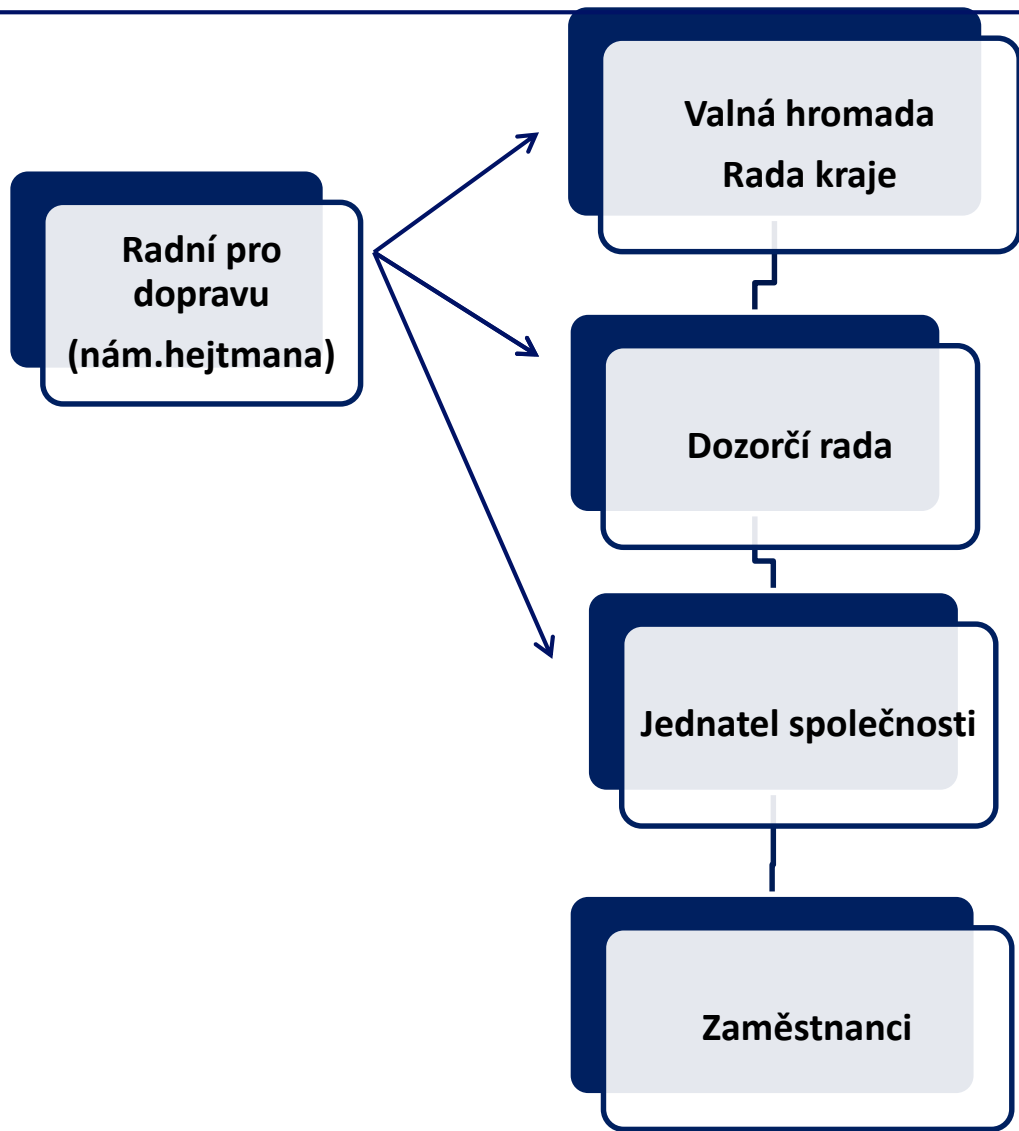 Valná hromada
Rada kraje
Radní pro
dopravu
(nám.hejtmana)
Dozorčí rada
Jednatel společnosti
Zaměstnanci